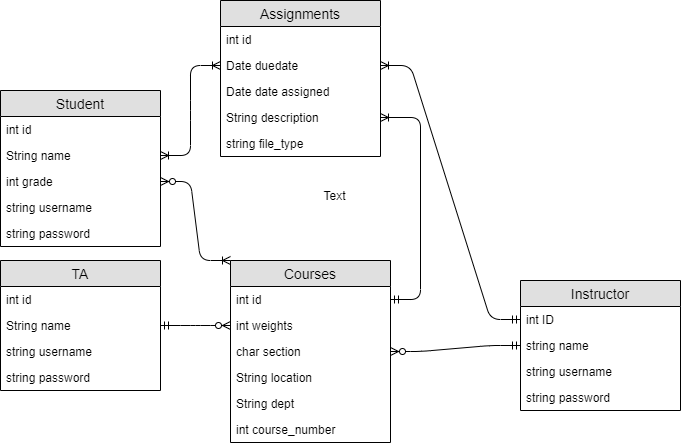 Assignments
int id
Date duedate
Date date assigned
String description
string file_type
Student
int id
String name
int grade
string username
string password
Text
TA
int id
String name
string username
string password
Courses
int id
int weights
char section
String location
String dept
int course_number
Instructor
int ID
string name
string username
string password